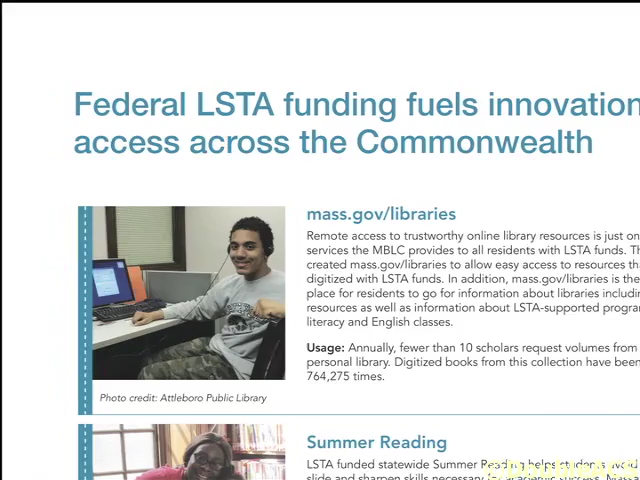 Federal LSTA funding fuels innovation
access across the Commonwealth
mass.gov/libraries
Remote access to trustworthy online library resources is just on
services the MBLC provides to all residents with LSTA funds. Th
created mass.gov/libraries to allow easy access to resources tha
digitized with LSTA funds. In addition, mass.gov/libraries is the
place for residents to go for information about libraries includin
resources as well as information about LSTA-supported progra
literacy and English classes.
Usage: Annually, fewer than 10 scholars request volumes from
personal library. Digitized books from this collection have been
764,275 times.
Photo credit: Attleboro Public Library
Summer Reading
LSTA funded statewide Summer Reading helps students avoid
slide and sharpen skills necessary academic success. Mass